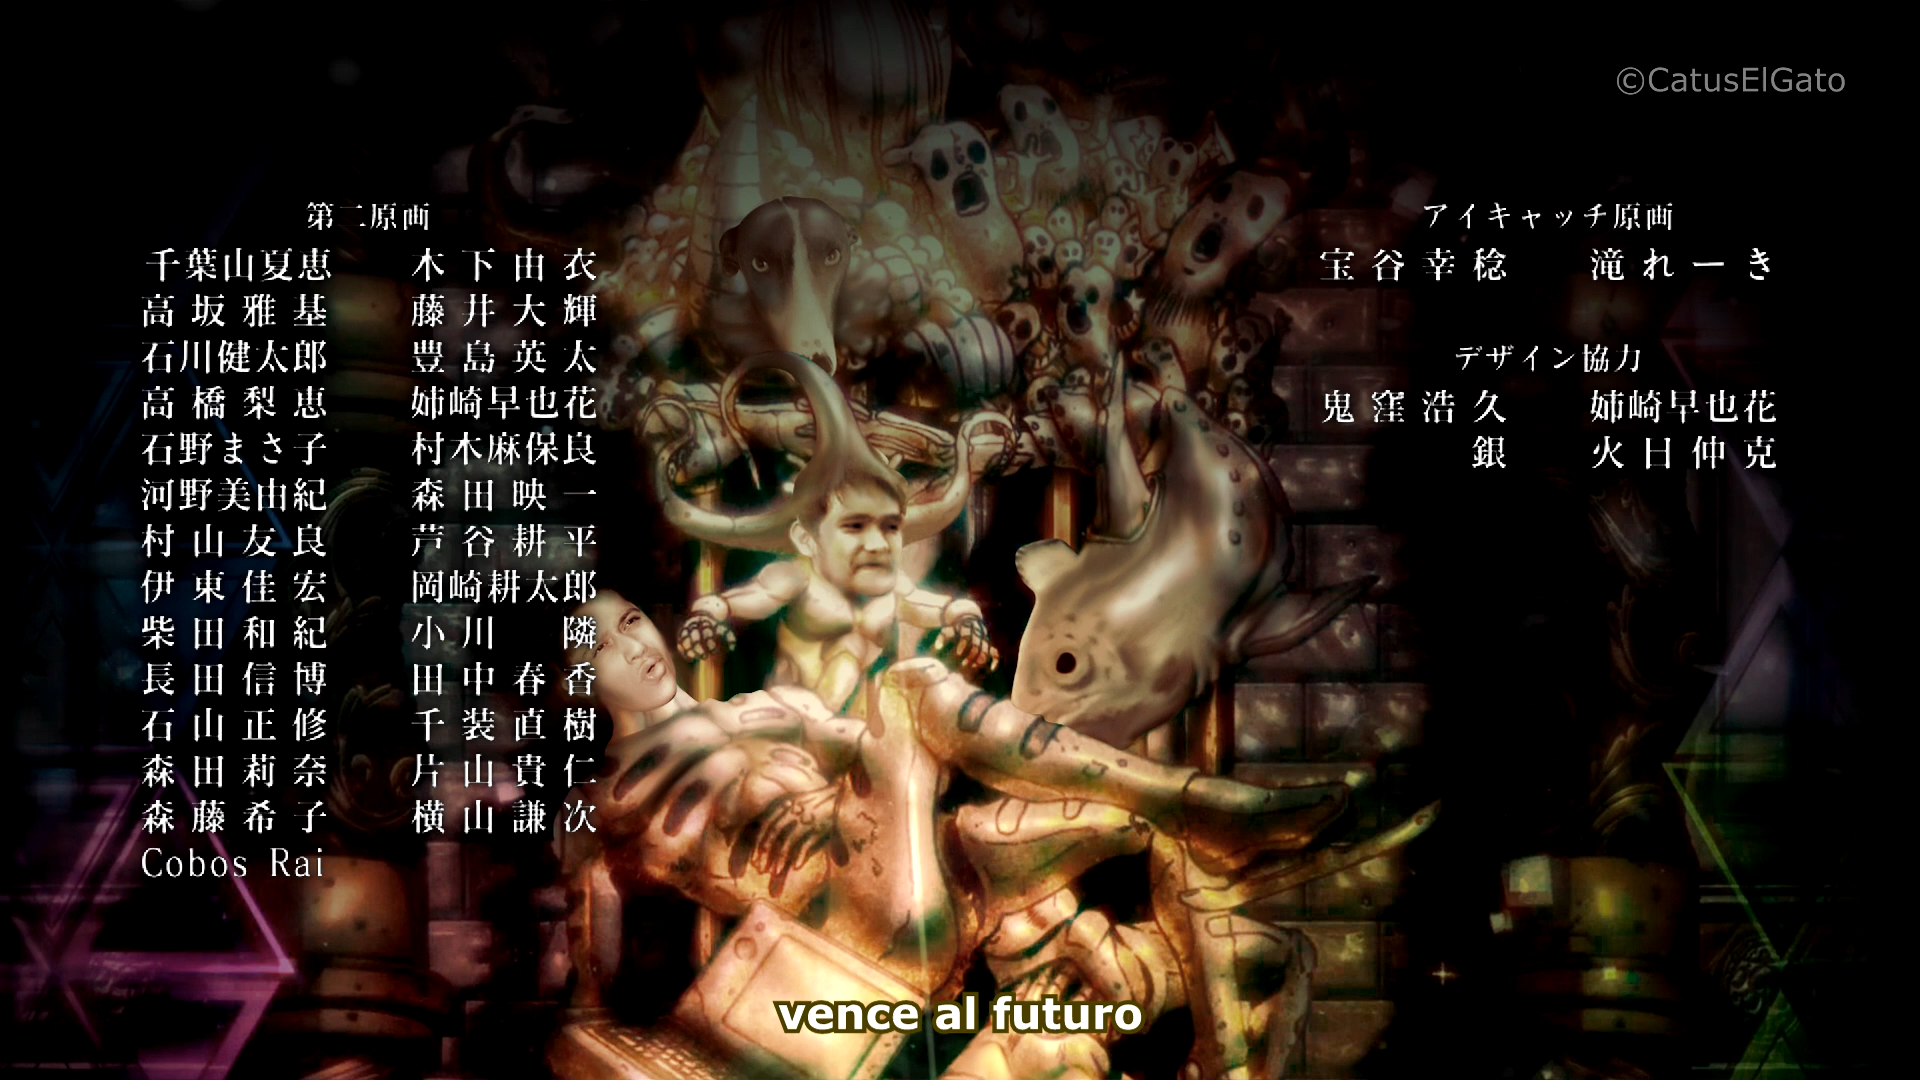 ©CatusElGato
第二原画
千葉山夏恵 木下由衣
高坂雅基 藤井大輝
石川健太郎 豊島英太
高橋梨恵 姉崎早也花
石野まさ子 村木麻保良
河野美由紀 森田映一
村山友良 芦谷耕平
伊東佳宏 岡崎耕太郎
柴田和紀 小川隣
長田信博 田中春香
石山正修 千装直樹
森田莉奈 片山貴仁
森藤希子 横山謙次
Cobos Rai
アイキャッチ原画
宝谷幸稔 滝れーき
デザイン協力
鬼窪浩久 姉崎早也花
銀 火日伸克
vence al futuro